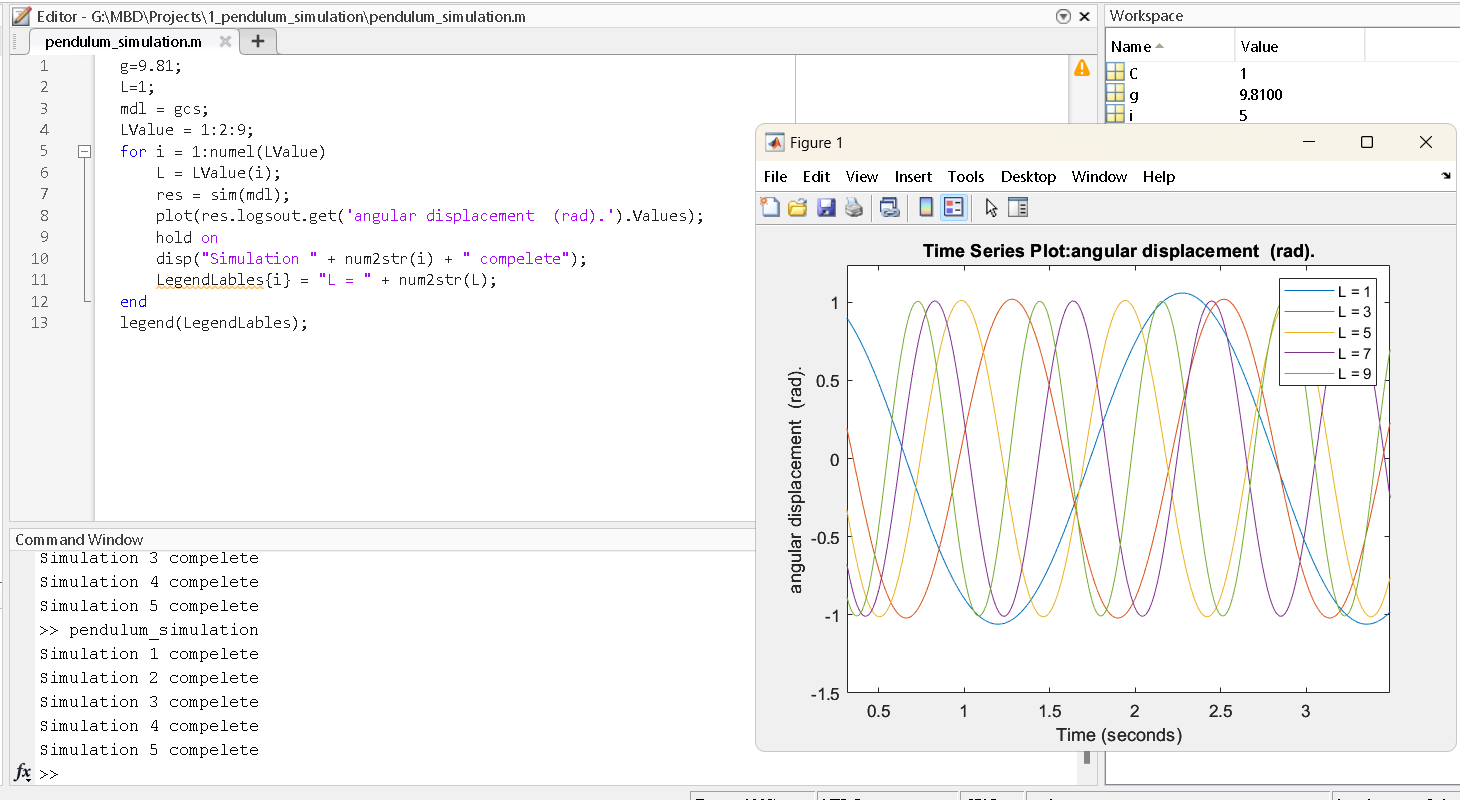 Editor - G:\MBD\Projects\1_pendulum_simulation\pendulum_simulation.m
pendulum_simulation.m
1 g=9.81;
2 L=1;
3 mdl = gcs;
4 LValue = 1:2:9;
5 for i = 1:numel(LValue)
6 L = LValue(i);
7 res = sim(mdl);
8 plot(res.logsout.get('angular displacement  (rad).').Values);
9 hold on
10 disp("Simulation " + num2str(i) + " compelete");
11 LegendLables{i} = "L = " + num2str(L);
12 end
13 legend(LegendLables);
Workspace
Name Value
C 1
g 9.8100
i 5
Figure 1
File Edit View Insert Tools Desktop Window Help
Time Series Plot:angular displacement  (rad).
L = 1
L = 3
L = 5
L = 7
L = 9
angular displacement  (rad).
1
0.5
0
-0.5
-1
-1.5
0.5 1 1.5 2 2.5 3
Time (seconds)
Command Window
Simulation 3 compelete
Simulation 4 compelete
Simulation 5 compelete
>> pendulum_simulation
Simulation 1 compelete
Simulation 2 compelete
Simulation 3 compelete
Simulation 4 compelete
Simulation 5 compelete
fx >>